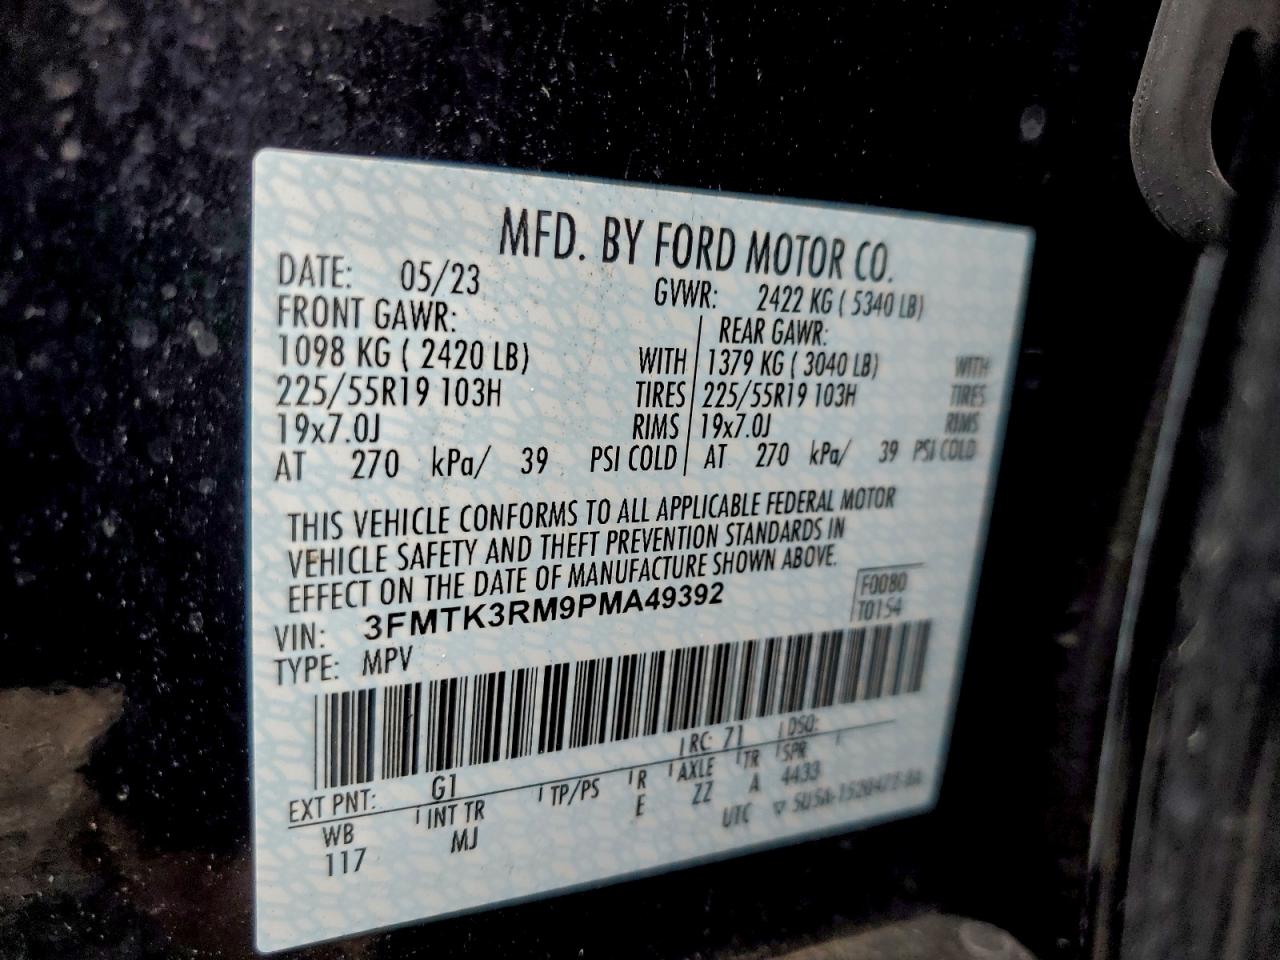 MFD. BY FORD MOTOR CO.
DATE: 05/23 GVWR: 2422 KG ( 5340 LB)
FRONT GAWR: REAR GAWR:
1098 KG ( 2420 LB) WITH 1379 KG ( 3040 LB) WITH
225/55R19 103H TIRES 225/55R19 103H TIRES
19x7.0J RIMS 19x7.0J RIMS
AT 270 kPa/ 39 PSI COLD AT 270 kPa/ 39 PSI COLD
THIS VEHICLE CONFORMS TO ALL APPLICABLE FEDERAL MOTOR
VEHICLE SAFETY AND THEFT PREVENTION STANDARDS IN
EFFECT ON THE DATE OF MANUFACTURE SHOWN ABOVE.
F0080
VIN: 3FMTK3RM9PMA49392 T0154
TYPE: MPV
EXT PNT: G1 RC: 71 DSO:
WB INT TR TP/PS R AXLE TR SPR
117 MJ E ZZ A 4433
UTC